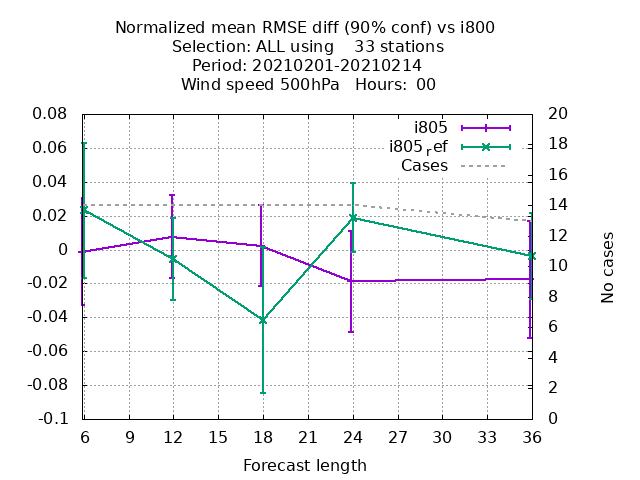 Normalized mean RMSE diff (90% conf) vs i800
Selection: ALL using 33 stations
Period: 20210201-20210214
Wind speed 500hPa Hours: 00
i805
i805ref
Cases
0.08
0.06
0.04
0.02
0
-0.02
-0.04
-0.06
-0.08
-0.1
20
18
16
14
12
10
8
6
4
2
0
No cases
6 9 12 15 18 21 24 27 30 33 36
Forecast length